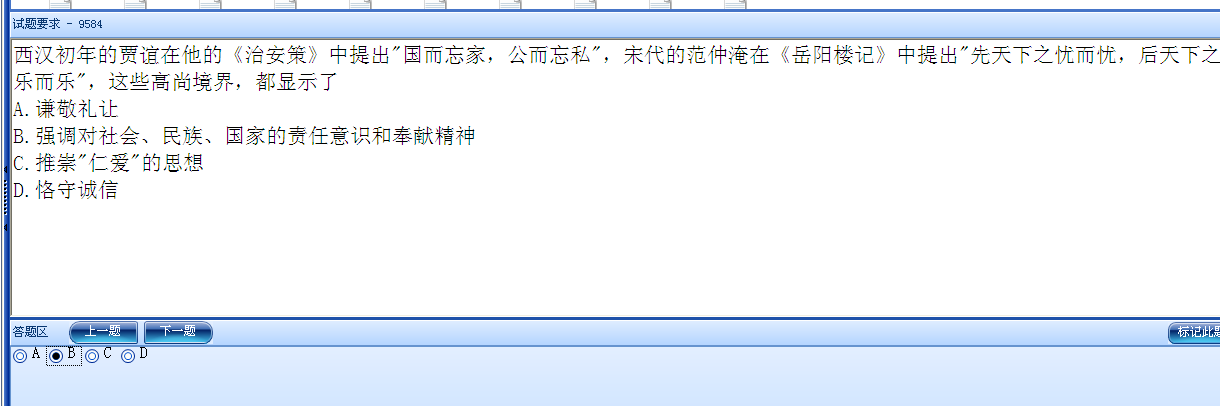 试题要求 - 9584
西汉初年的贾谊在他的《治安策》中提出"国而忘家，公而忘私"，宋代的范仲淹在《岳阳楼记》中提出"先天下之忧而忧，后天下之
乐而乐"，这些高尚境界，都显示了
A.谦敬礼让
B.强调对社会、民族、国家的责任意识和奉献精神
C.推崇"仁爱"的思想
D.恪守诚信
答题区 上一题 下一题 标记此题
A B C D